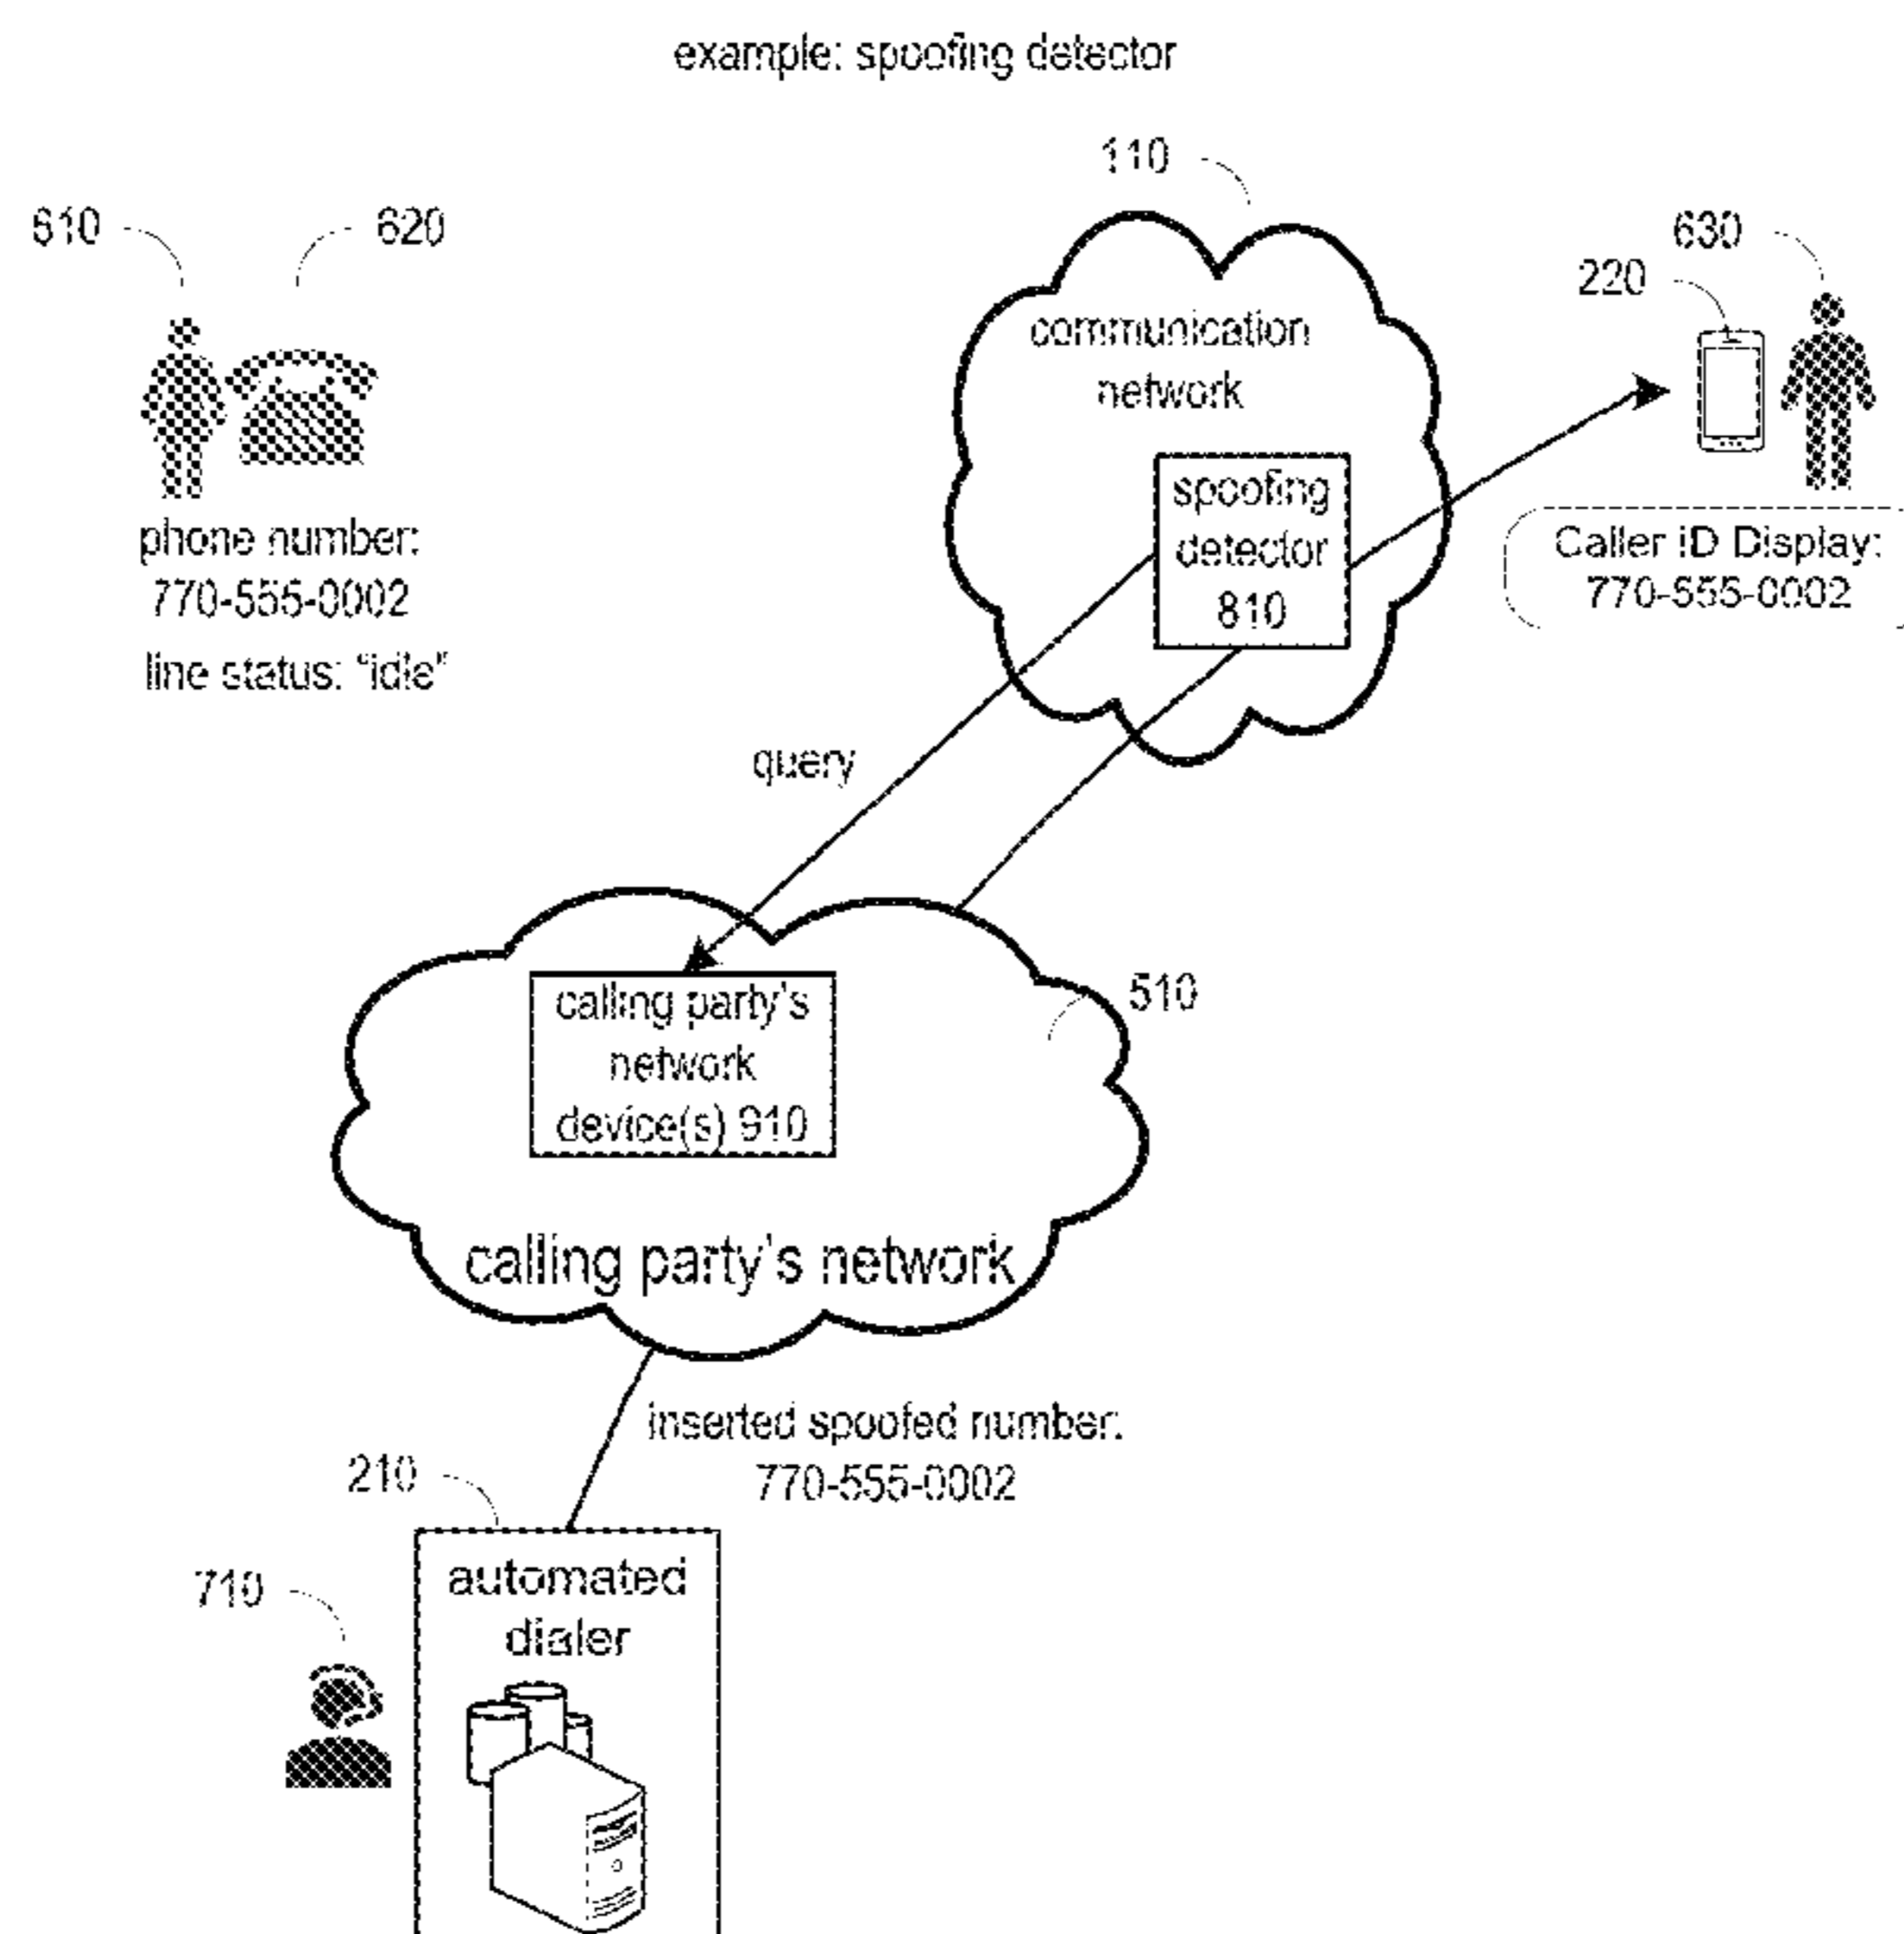 example: spoofing detector
110
610
620
630
220
communication
network
spoofing
detector
810
phone number:
770-555-0002
line status: "idle"
Caller iD Display:
770-555-0002
query
calling party's
network
device(s) 910
510
calling party's network
inserted spoofed number:
770-555-0002
210
automated
dialer
710